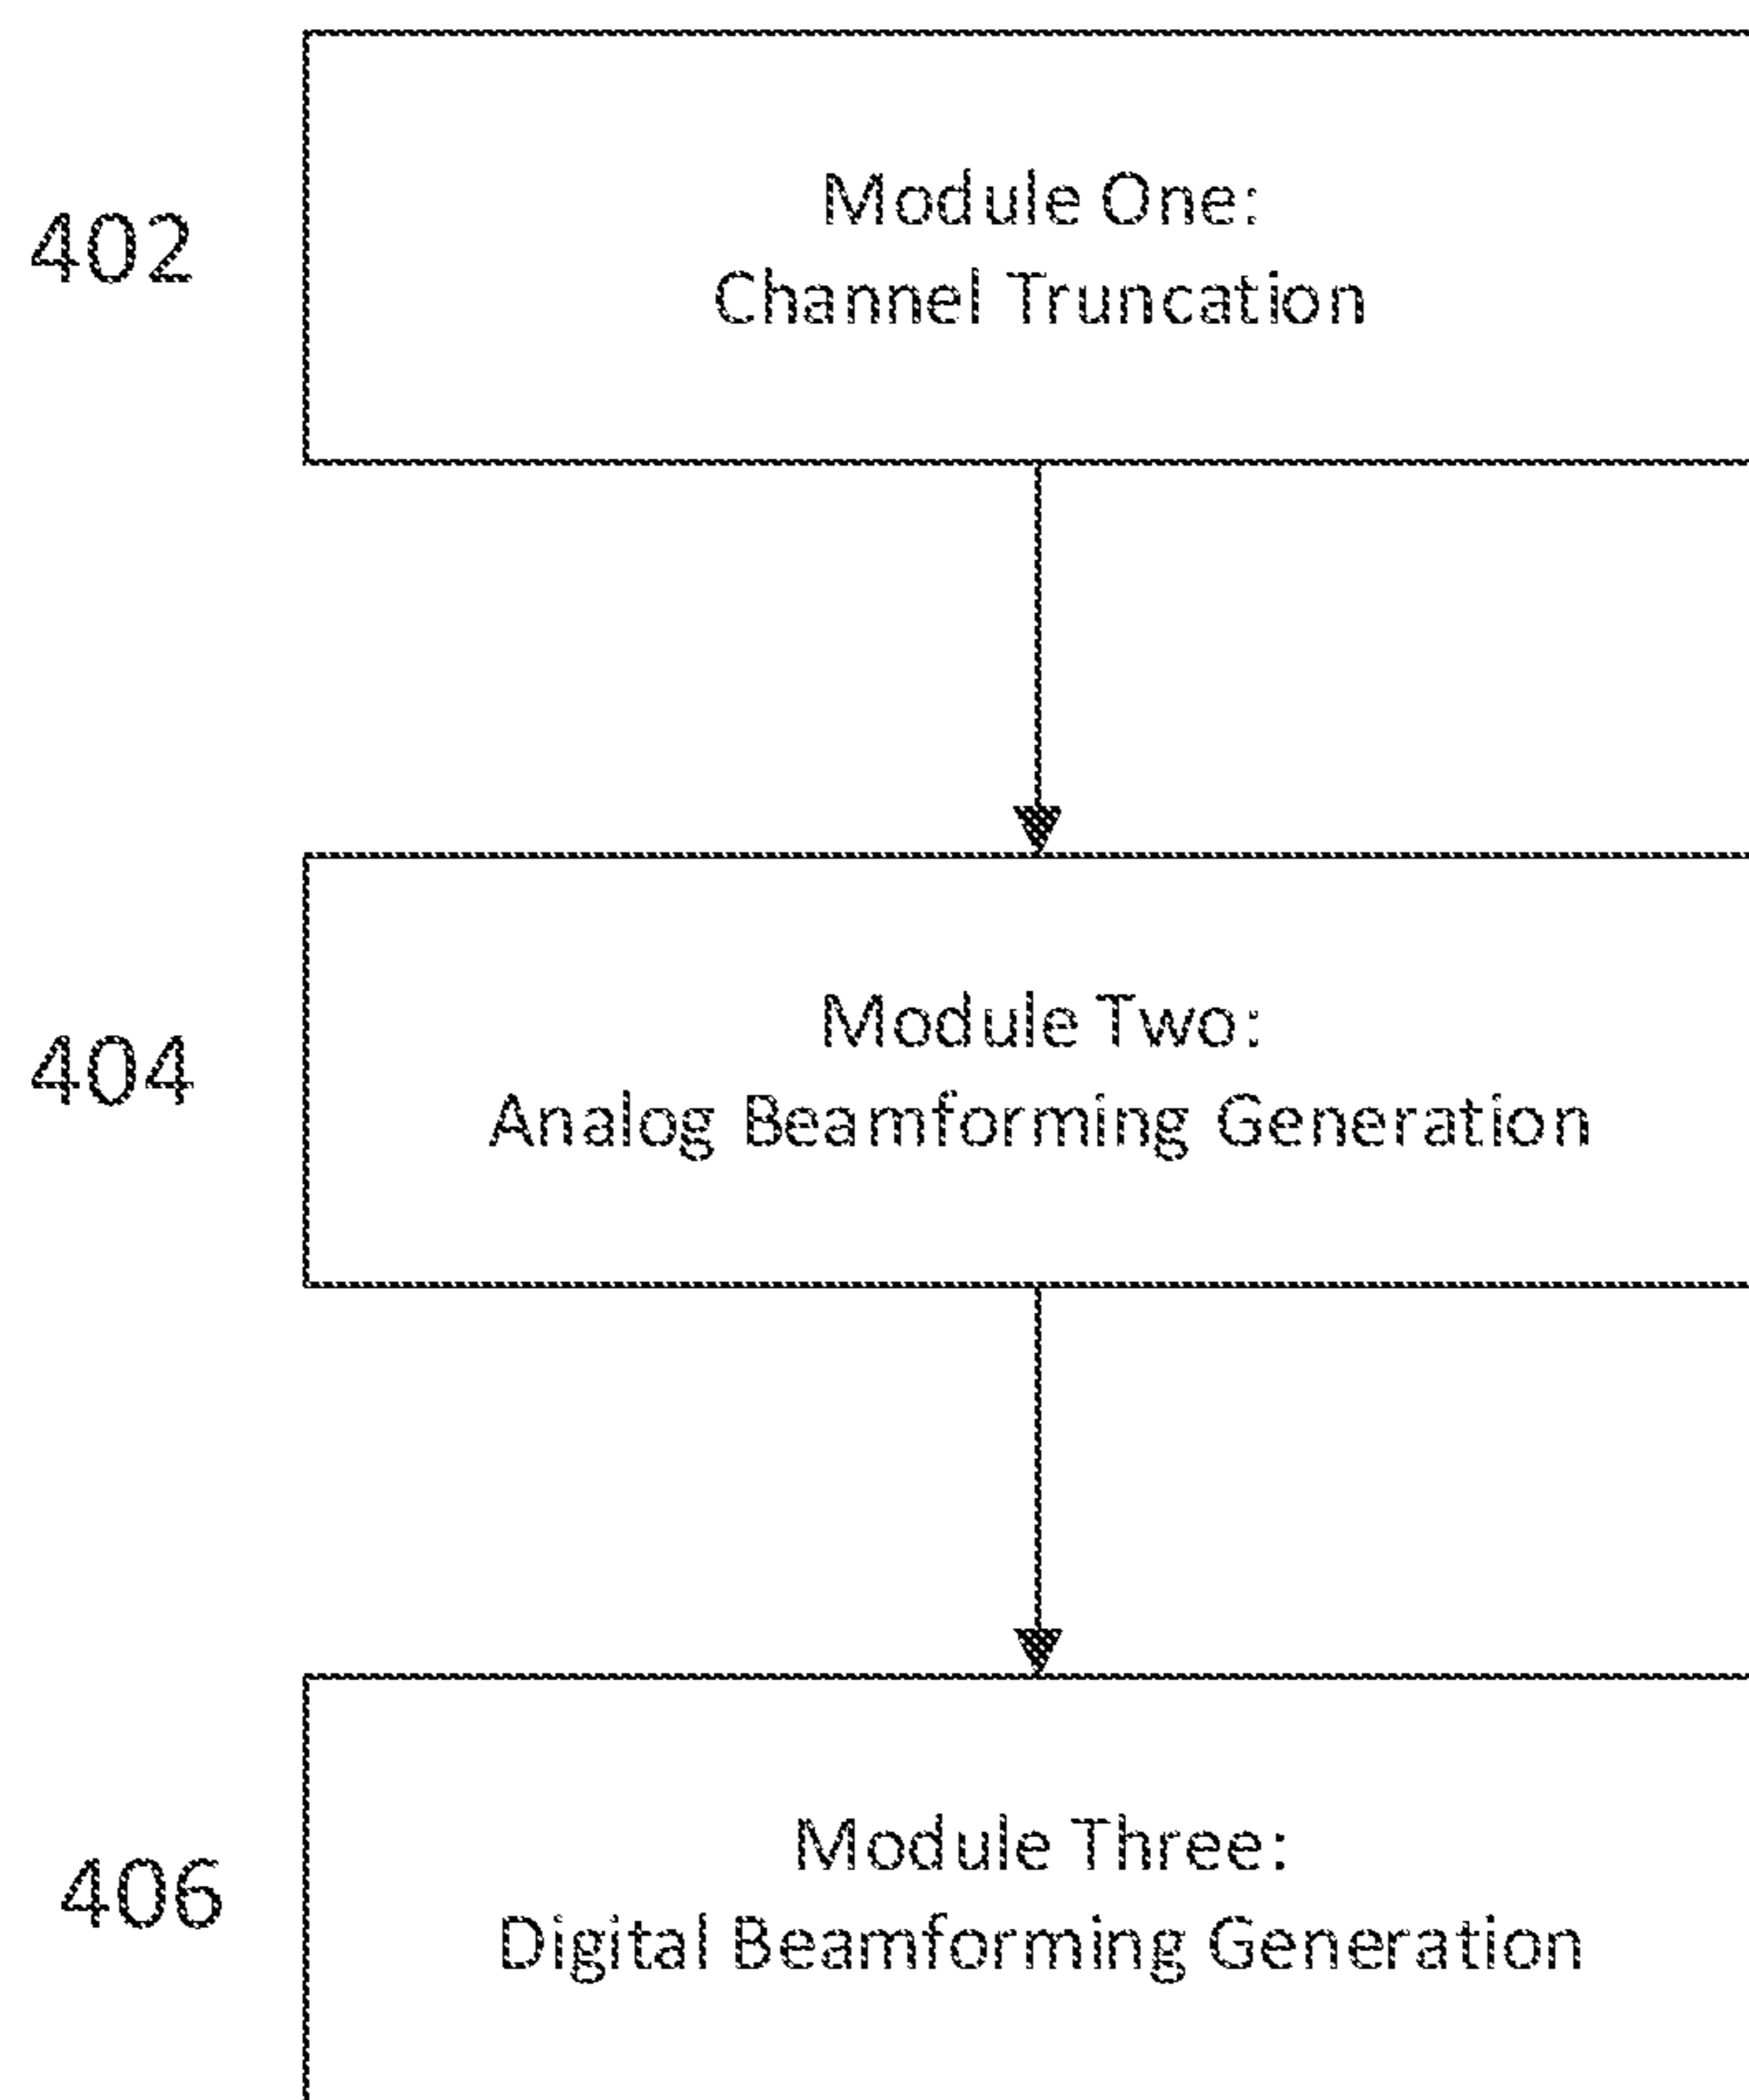 402
Module One:
Channel Truncation
404
Module Two:
Analog Beamforming Generation
406
Module Three:
Digital Beamforming Generation